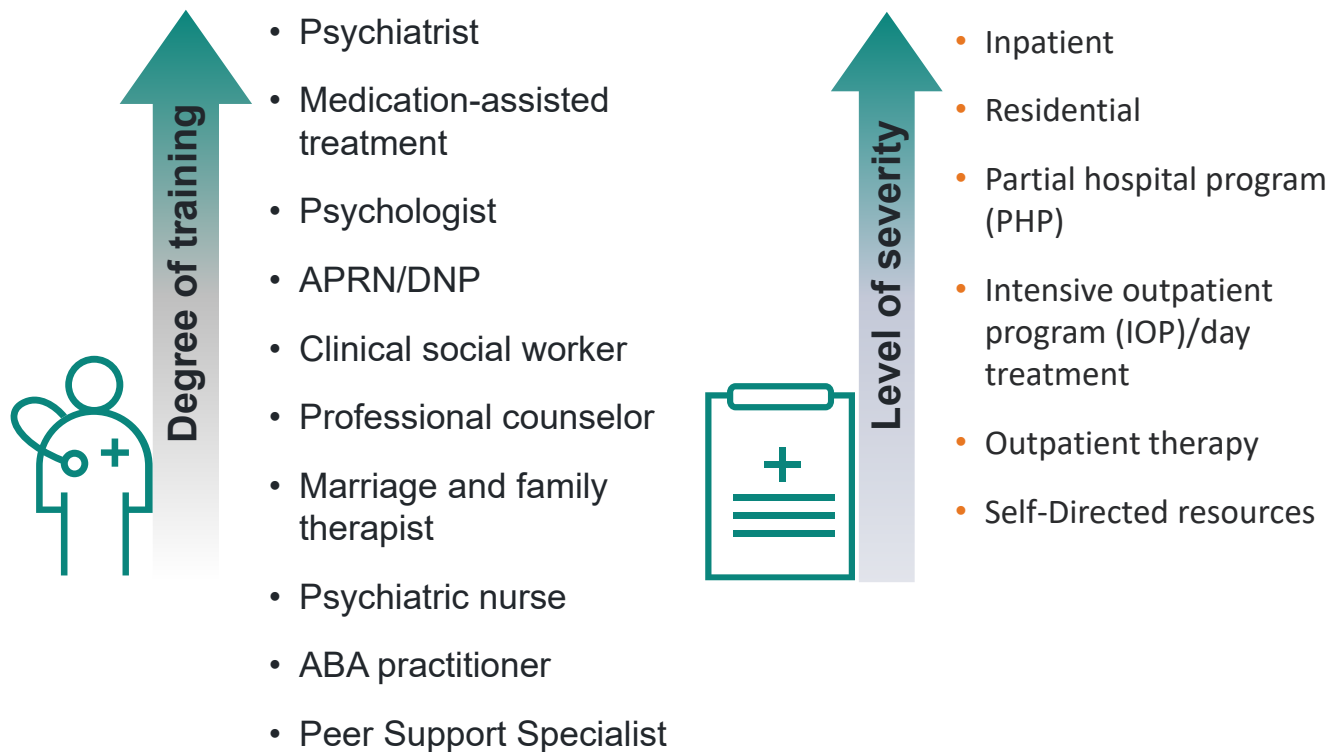 Degree of training
• Psychiatrist
• Medication-assisted
treatment
• Psychologist
• APRN/DNP
• Clinical social worker
• Professional counselor
• Marriage and family
therapist
• Psychiatric nurse
• ABA practitioner
• Peer Support Specialist
Level of severity
• Inpatient
• Residential
• Partial hospital program
(PHP)
• Intensive outpatient
program (IOP)/day
treatment
• Outpatient therapy
• Self-Directed resources